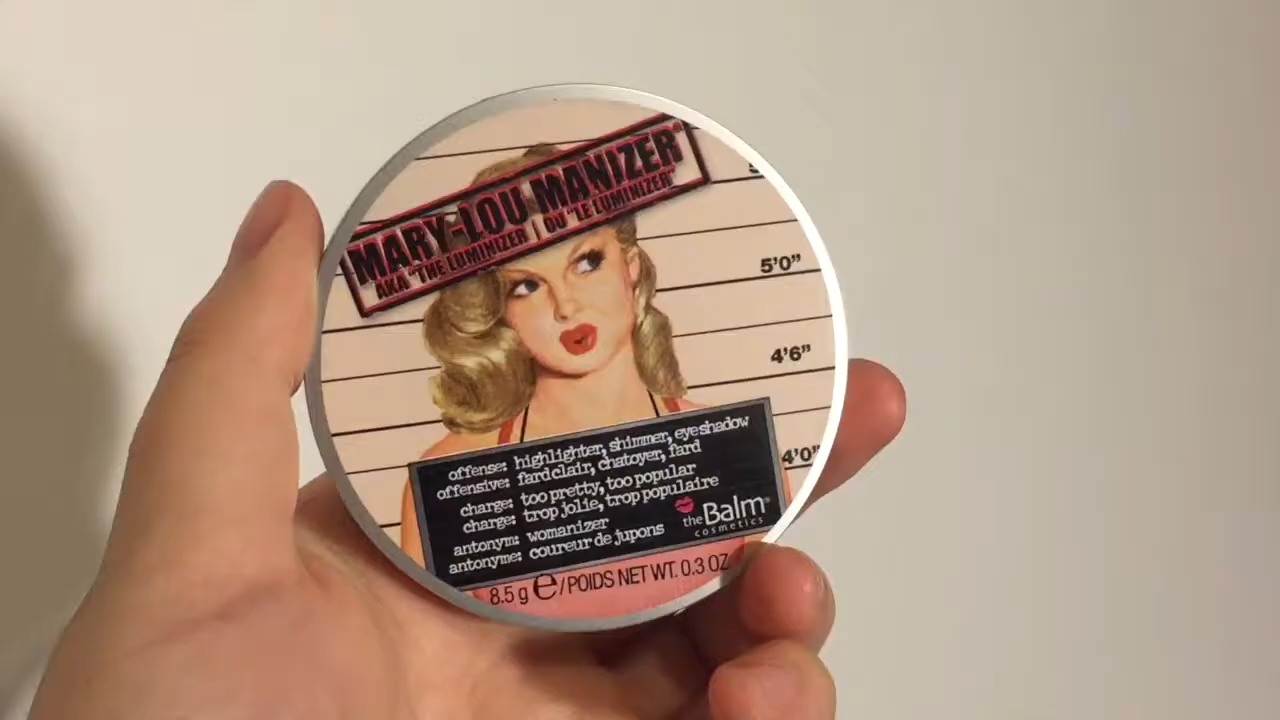 MARY-LOU MANIZER®
AKA "THE LUMINIZER | OU "LE LUMINIZER"
5'0"
4'6"
4'0"
offense: highlighter, shimmer, eyeshadow
offensive: fard clair, chatoyer, fard
charge: too pretty, too popular
charge: trop jolie, trop populaire
antonym: womanizer
antonyme: coureur de jupons
theBalm®
cosmetics
8.5 g e/POIDS NET WT. 0.3 OZ